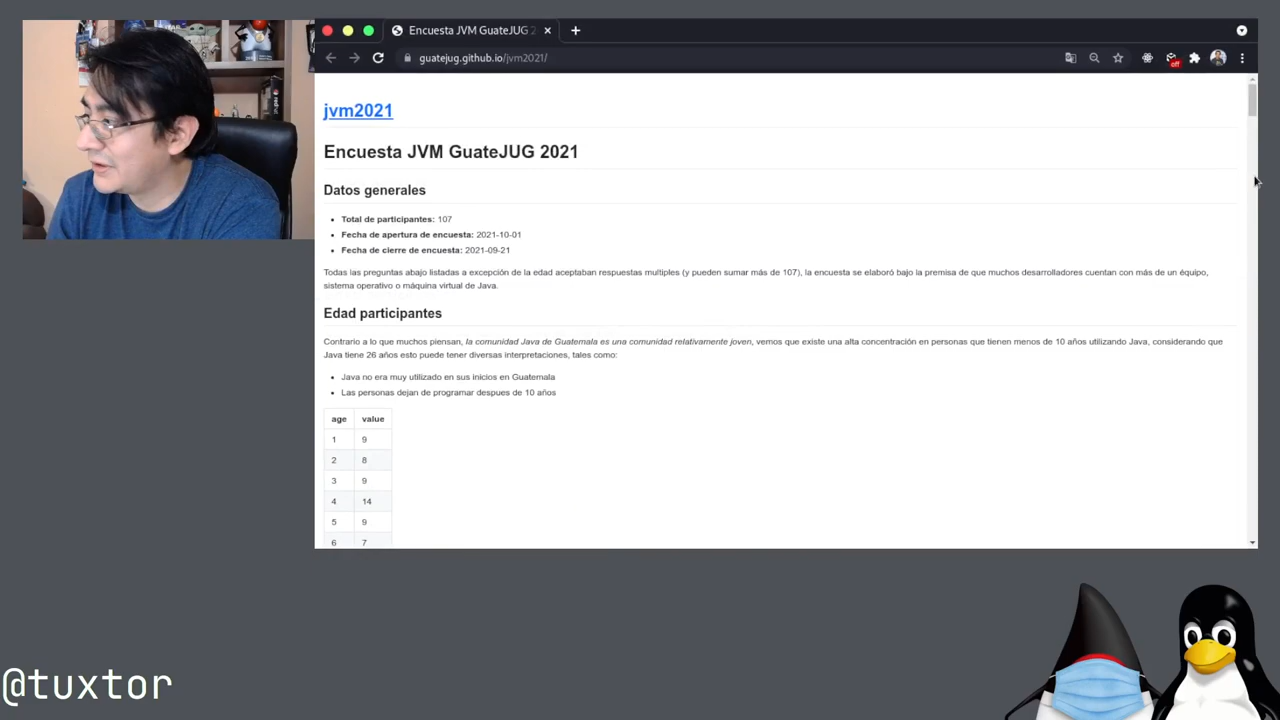 Encuesta JVM GuateJUG 2
guatejug.github.io/jvm2021/
off
jvm2021
Encuesta JVM GuateJUG 2021
Datos generales
Total de participantes: 107
Fecha de apertura de encuesta: 2021-10-01
Fecha de cierre de encuesta: 2021-09-21
Todas las preguntas abajo listadas a excepción de la edad aceptaban respuestas multiples (y pueden sumar más de 107), la encuesta se elaboró bajo la premisa de que muchos desarrolladores cuentan con más de un équipo,
sistema operativo o máquina virtual de Java.
Edad participantes
Contrario a lo que muchos piensan, la comunidad Java de Guatemala es una comunidad relativamente joven, vemos que existe una alta concentración en personas que tienen menos de 10 años utilizando Java, considerando que
Java tiene 26 años esto puede tener diversas interpretaciones, tales como:
Java no era muy utilizado en sus inicios en Guatemala
Las personas dejan de programar despues de 10 años
age value
1 9
2 8
3 9
4 14
5 9
6 7
@tuxtor